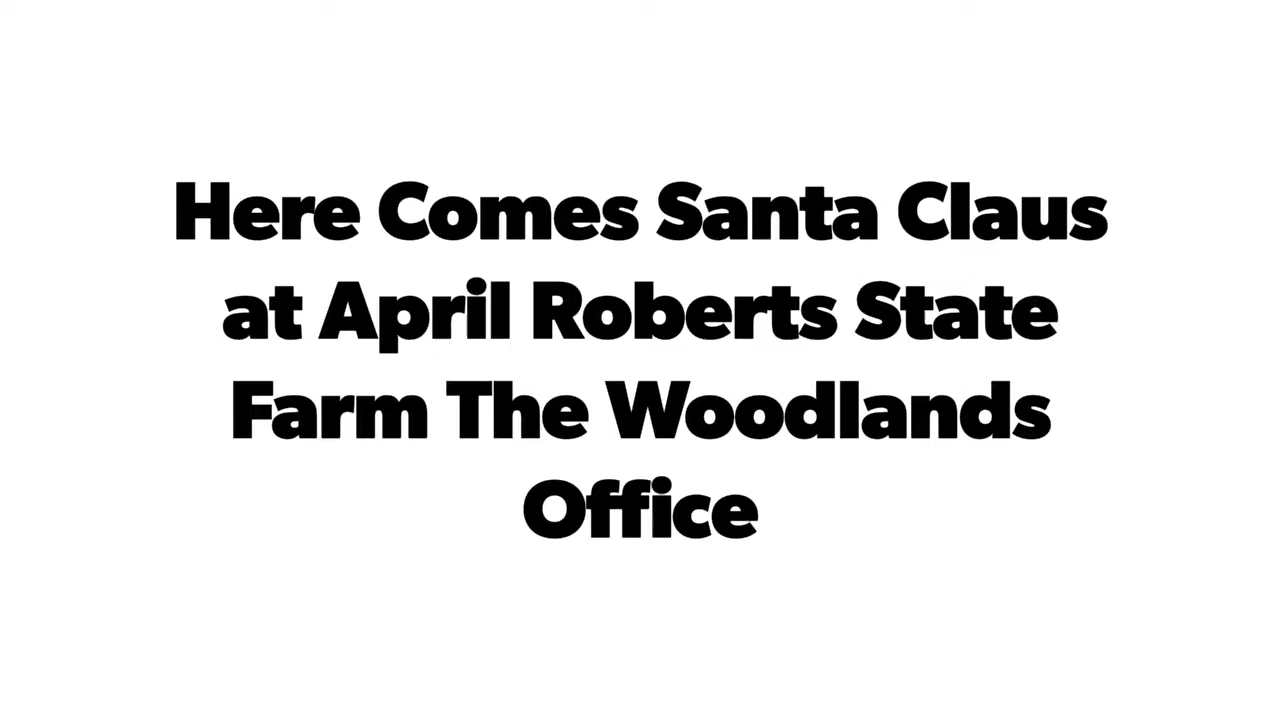 Here Comes Santa Claus
at April Roberts State
Farm The Woodlands
Office